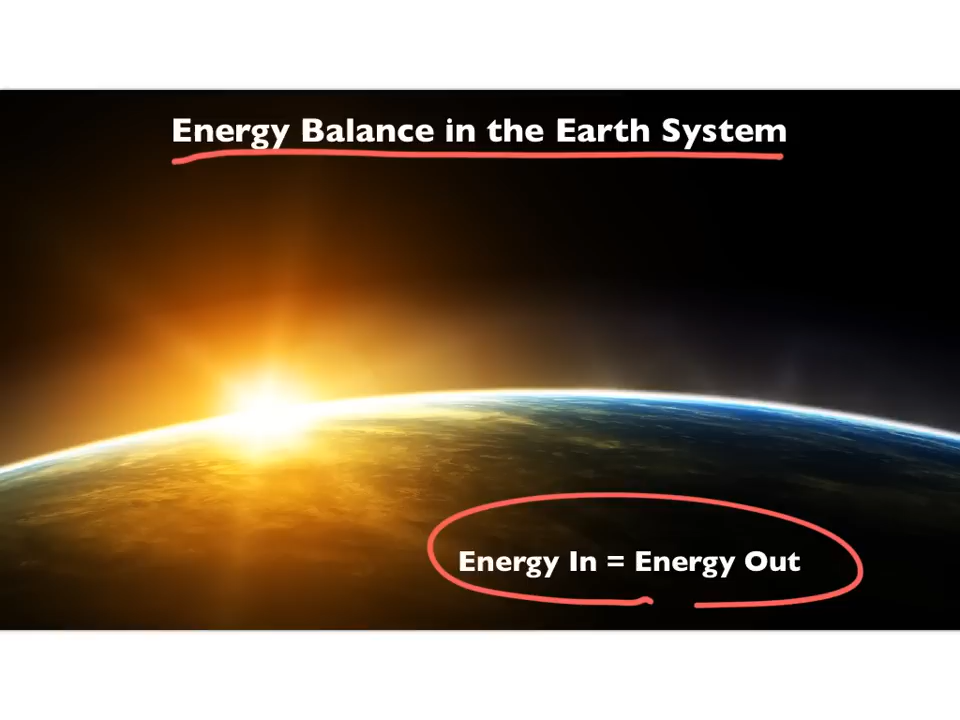 Energy Balance in the Earth System
Energy In = Energy Out